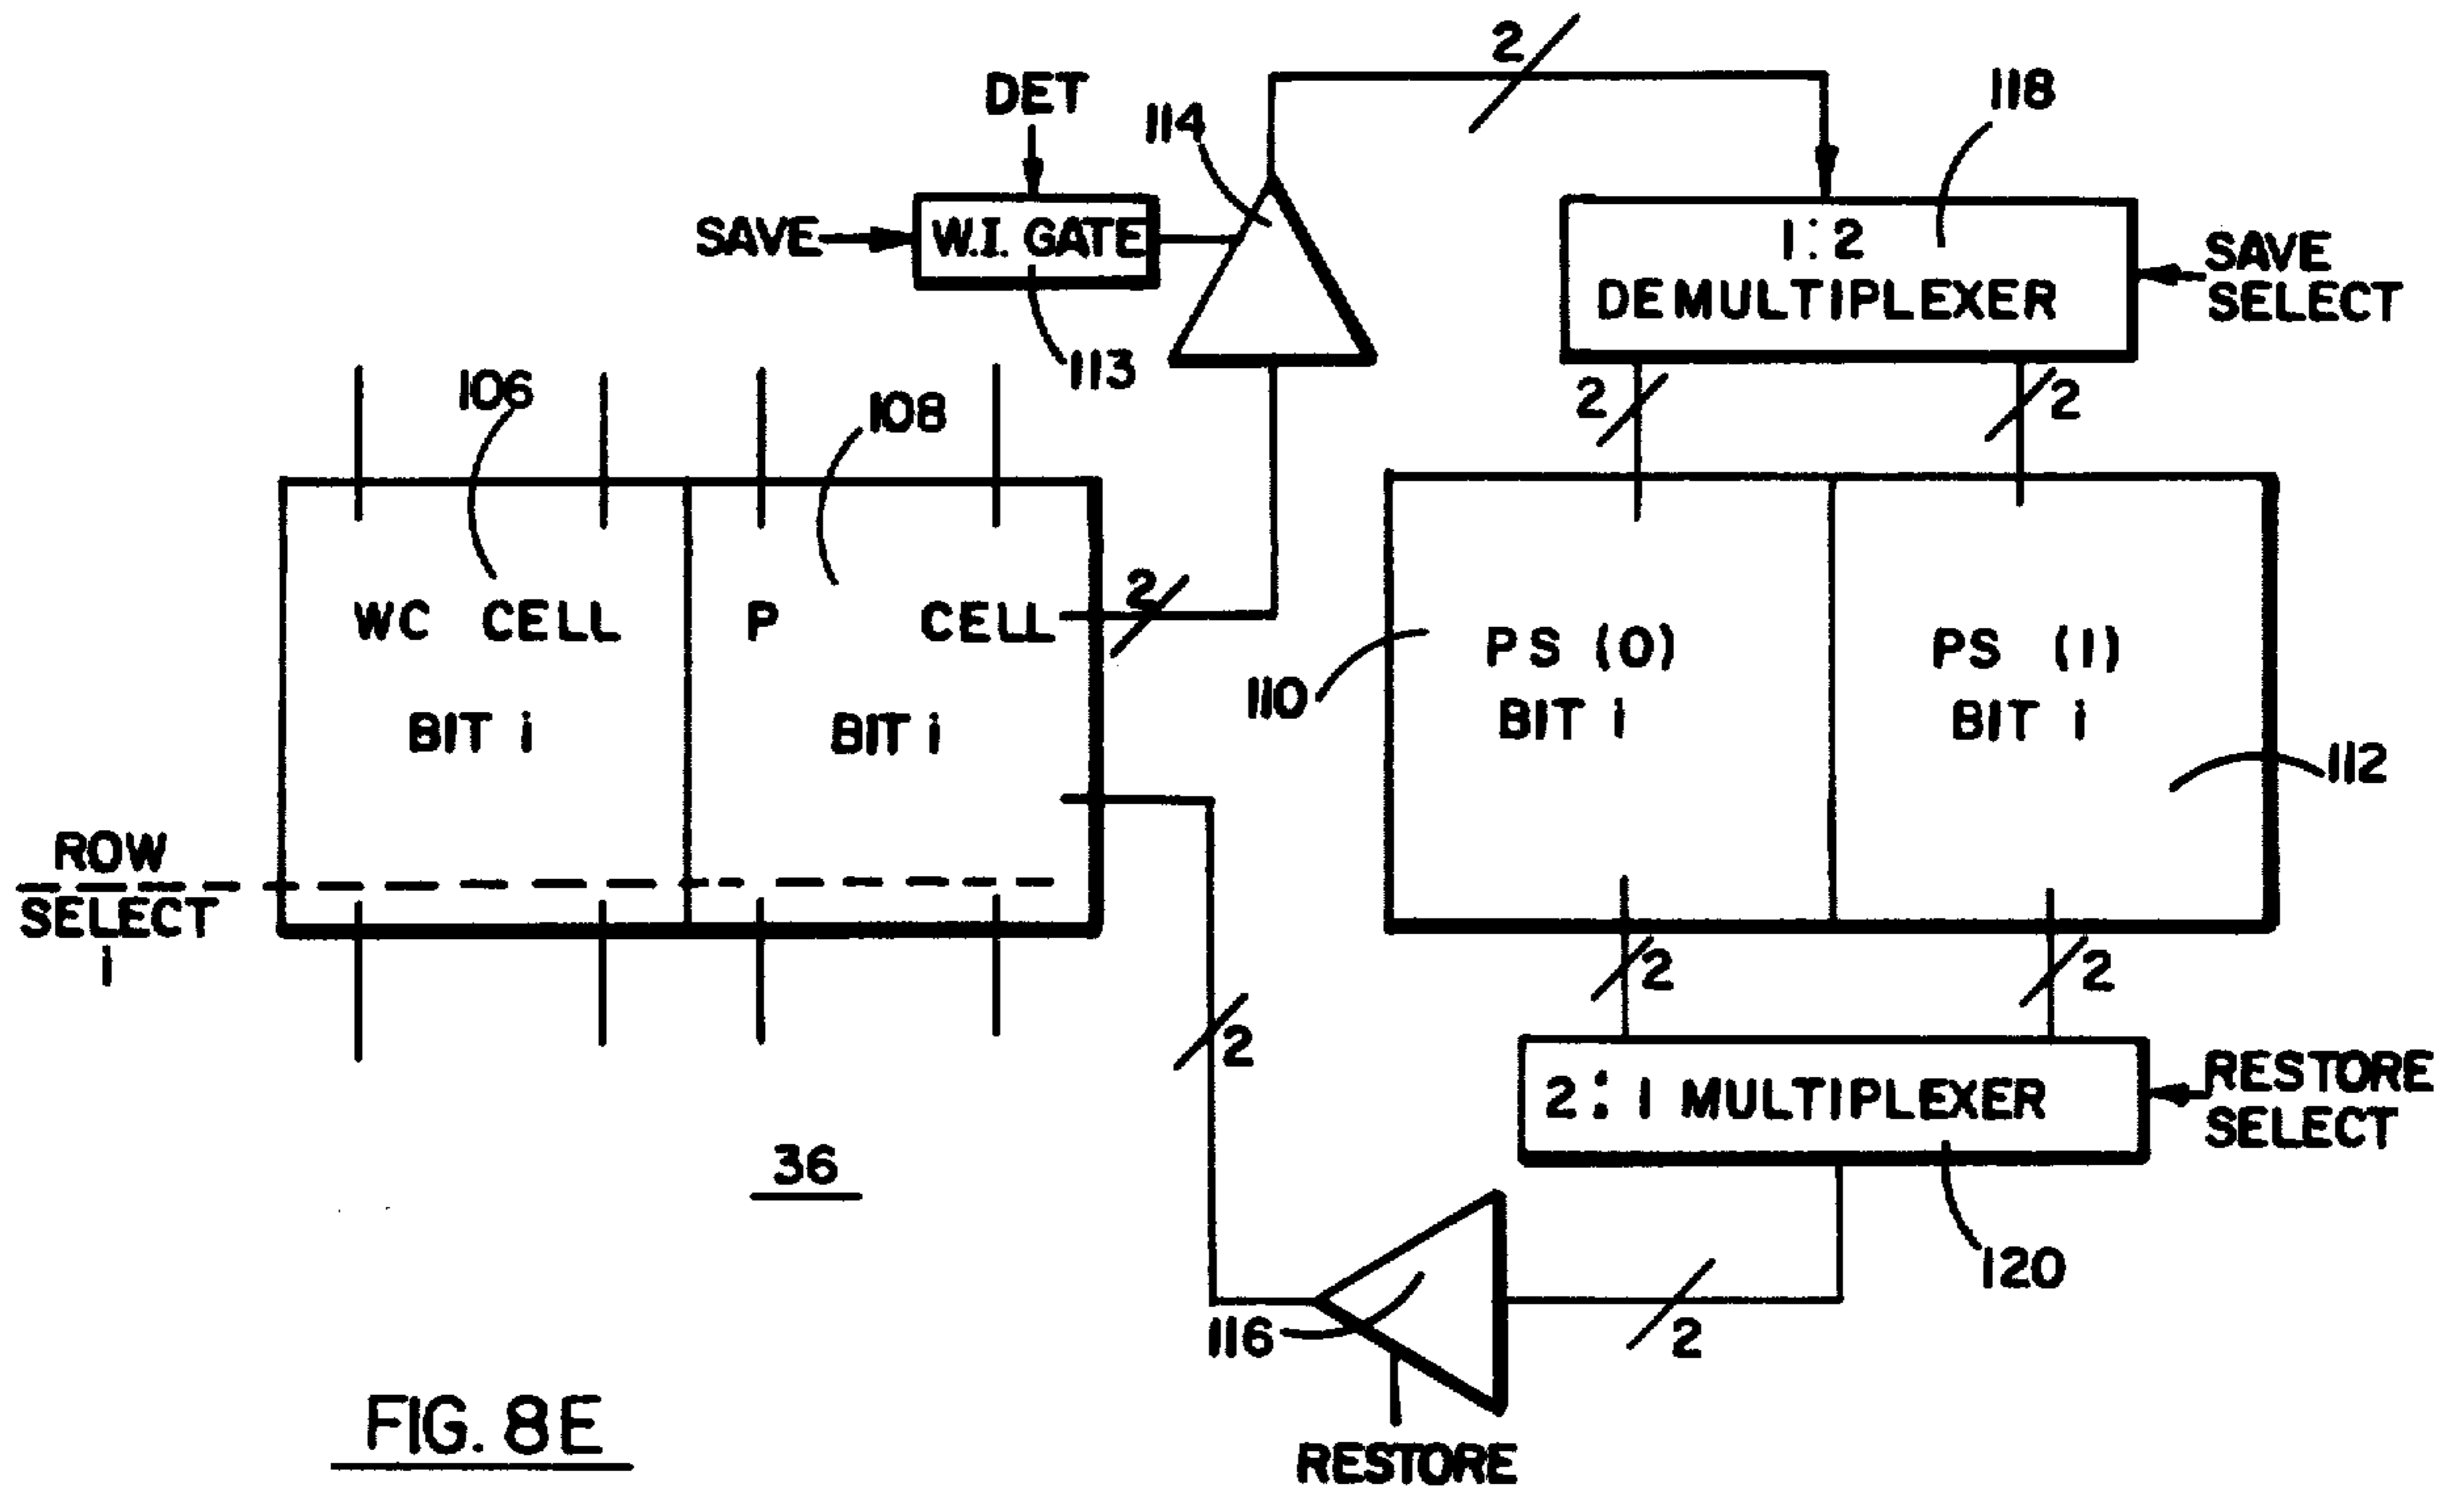 2
DET
114
118
SAVE
W.I. GATE
1:2
DEMULTIPLEXER
SAVE
SELECT
113
106
108
2
2
WC CELL
BIT i
P CELL
BIT i
2
110
PS (0)
BIT i
PS (1)
BIT i
112
ROW
SELECT
i
2
2
2
2:1 MULTIPLEXER
RESTORE
SELECT
36
120
116
2
RESTORE
FIG. 8E